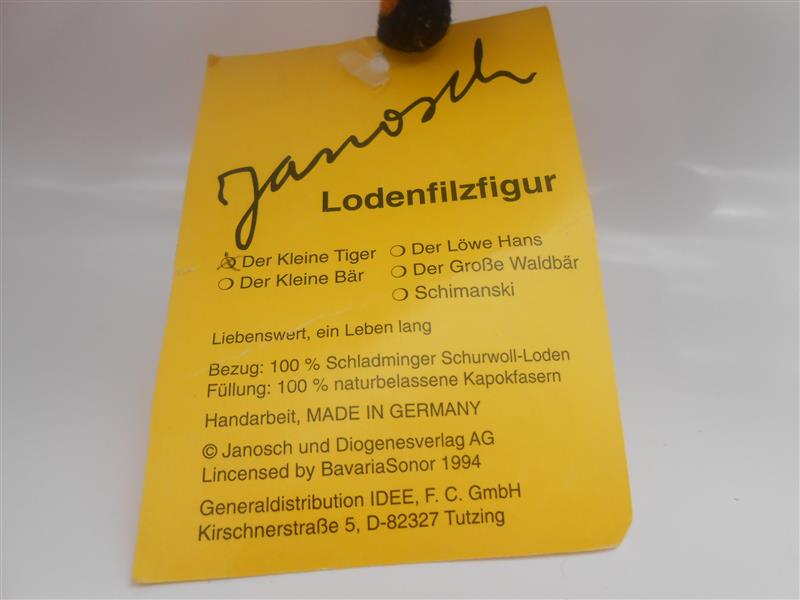 Janosch
Lodenfilzfigur
Der Kleine Tiger
Der Kleine Bär
Der Löwe Hans
Der Große Waldbär
Schimanski
Liebenswert, ein Leben lang
Bezug: 100 % Schladminger Schurwoll-Loden
Füllung: 100 % naturbelassene Kapokfasern
Handarbeit, MADE IN GERMANY
© Janosch und Diogenesverlag AG
Lincensed by BavariaSonor 1994
Generaldistribution IDEE, F. C. GmbH
Kirschnerstraße 5, D-82327 Tutzing